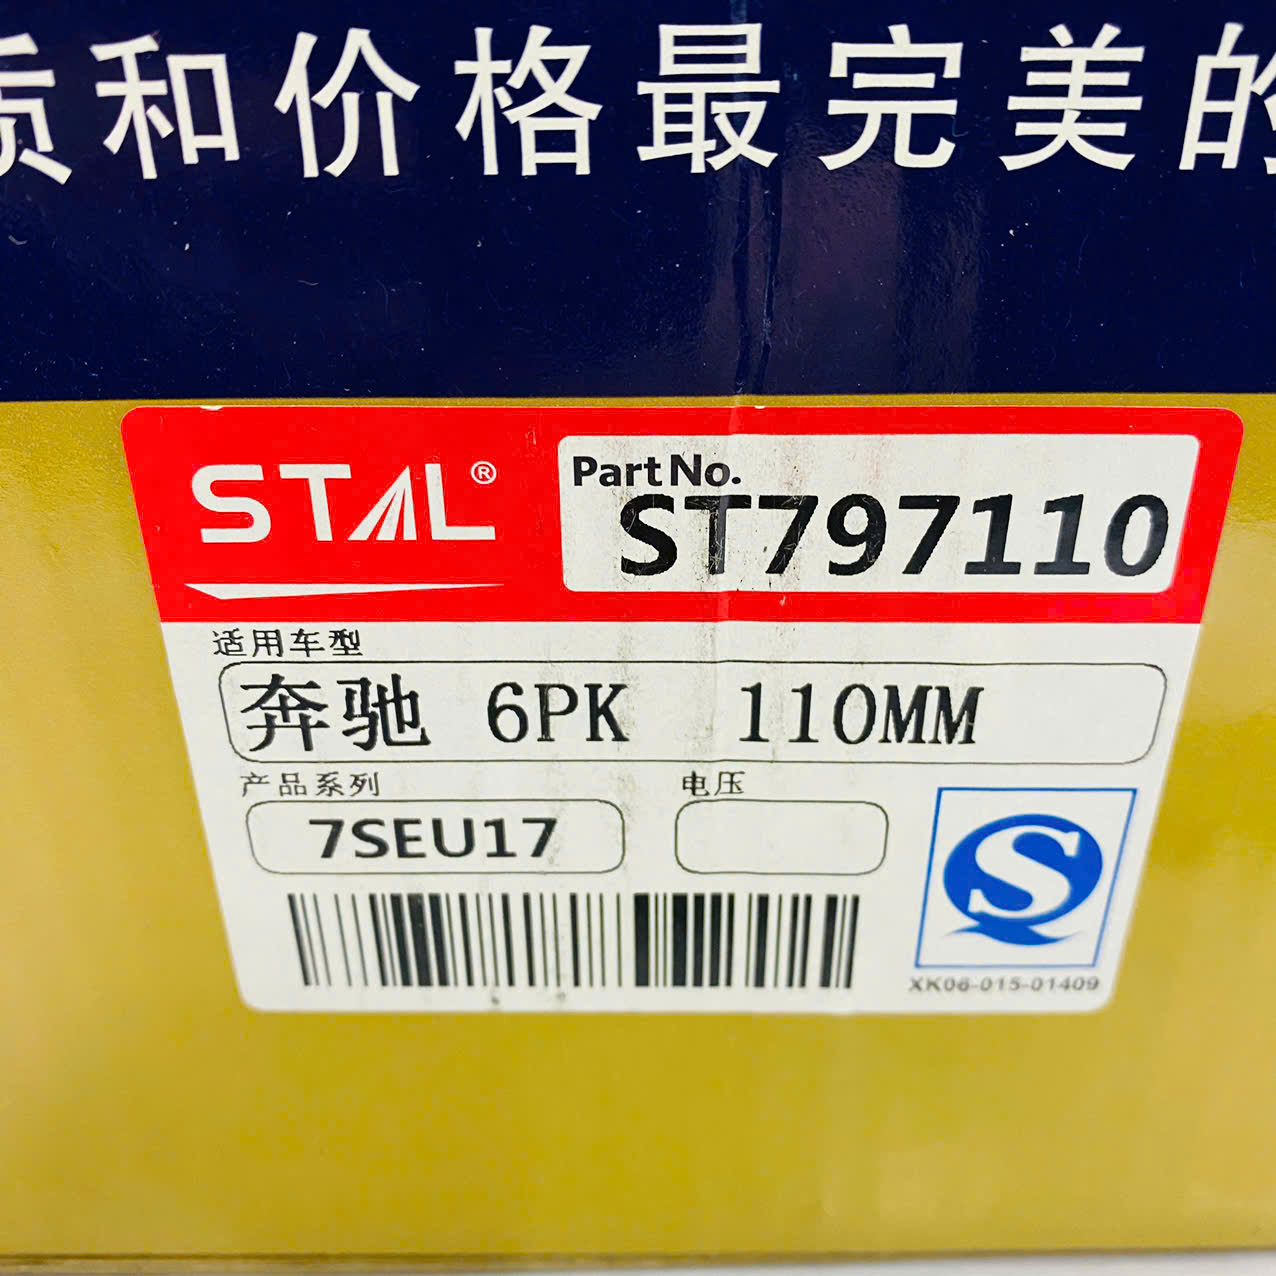 质和价格最完美的
STAL®
Part No.
ST797110
适用车型
奔驰 6PK 110MM
产品系列
电压
7SEU17
S
XK06-015-01409